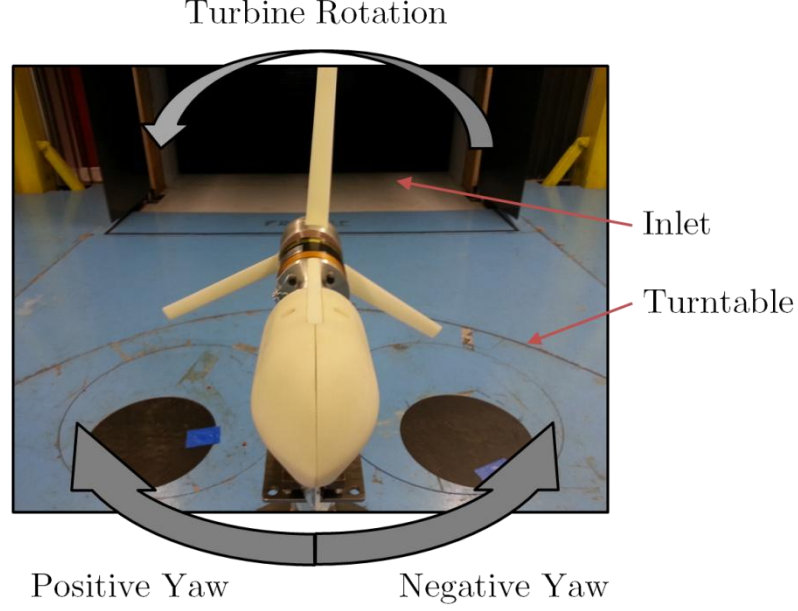 Turbine Rotation
Inlet
Turntable
Positive Yaw
Negative Yaw